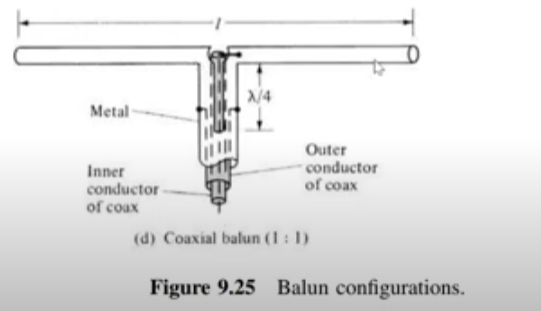 l
λ/4
Metal
Outer
conductor
of coax
Inner
conductor
of coax
(d) Coaxial balun (1 : 1)
Figure 9.25 Balun configurations.